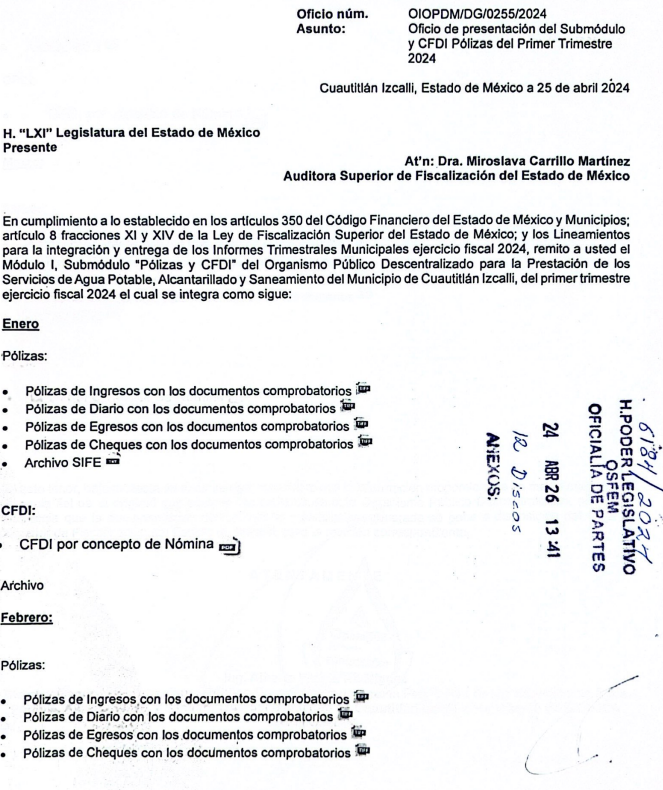 Oficio núm. OIOPDM/DG/0255/2024
Asunto: Oficio de presentación del Submódulo
y CFDI Pólizas del Primer Trimestre
2024
Cuautitlán Izcalli, Estado de México a 25 de abril 2024
H. "LXI" Legislatura del Estado de México
Presente
At'n: Dra. Miroslava Carrillo Martínez
Auditora Superior de Fiscalización del Estado de México
En cumplimiento a lo establecido en los artículos 350 del Código Financiero del Estado de México y Municipios;
artículo 8 fracciones XI y XIV de la Ley de Fiscalización Superior del Estado de México; y los Lineamientos
para la integración y entrega de los Informes Trimestrales Municipales ejercicio fiscal 2024, remito a usted el
Módulo I, Submódulo "Pólizas y CFDI" del Organismo Público Descentralizado para la Prestación de los
Servicios de Agua Potable, Alcantarillado y Saneamiento del Municipio de Cuautitlán Izcalli, del primer trimestre
ejercicio fiscal 2024 el cual se integra como sigue:
Enero
Pólizas:
• Pólizas de Ingresos con los documentos comprobatorios
• Pólizas de Diario con los documentos comprobatorios
• Pólizas de Egresos con los documentos comprobatorios
• Pólizas de Cheques con los documentos comprobatorios
• Archivo SIFE
CFDI:
• CFDI por concepto de Nómina
Archivo
Febrero:
Pólizas:
• Pólizas de Ingresos con los documentos comprobatorios
• Pólizas de Diario con los documentos comprobatorios
• Pólizas de Egresos con los documentos comprobatorios
• Pólizas de Cheques con los documentos comprobatorios
6184/2024
H.PODER LEGISLATIVO
OSFEM
OFICIALÍA DE PARTES
24 ABR 26 13:41
12 Discos
ANEXOS: